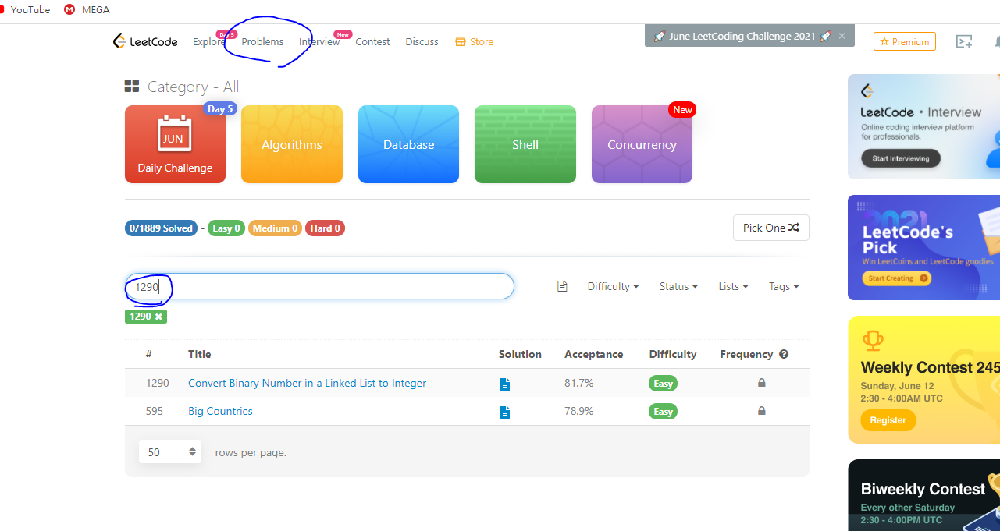 YouTube MEGA
LeetCode Explore Day 5 Problems Interview New Contest Discuss Store
🚀 June LeetCoding Challenge 2021 🚀 ×
Premium
Category - All
Day 5
JUN
Daily Challenge
Algorithms
Database
Shell
New
Concurrency
0/1889 Solved - Easy 0 Medium 0 Hard 0
Pick One
1290
Difficulty Status Lists Tags
1290 ×
# Title Solution Acceptance Difficulty Frequency
1290 Convert Binary Number in a Linked List to Integer 81.7% Easy
595 Big Countries 78.9% Easy
50 rows per page.
LeetCode • Interview
Online coding interview platform
for professionals.
Start Interviewing
2021
LeetCode's
Pick
Win LeetCoins and LeetCode goodies
Start Creating
Weekly Contest 245
Sunday, June 12
2:30 - 4:00AM UTC
Register
Biweekly Contest
Every other Saturday
2:30 - 4:00PM UTC